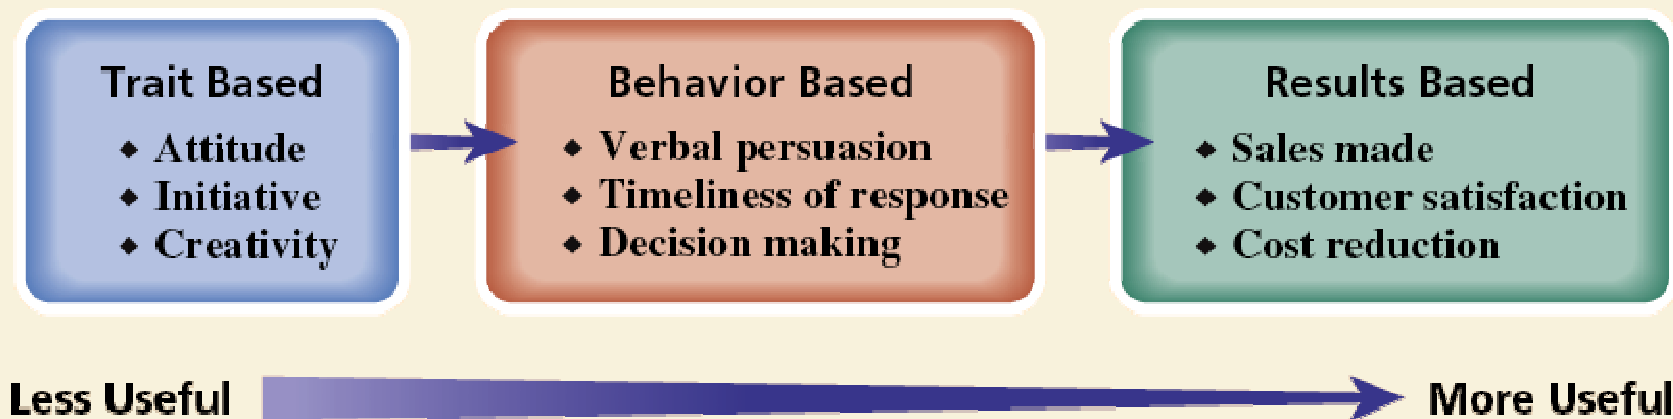 Trait Based
◆ Attitude
◆ Initiative
◆ Creativity
Behavior Based
◆ Verbal persuasion
◆ Timeliness of response
◆ Decision making
Results Based
◆ Sales made
◆ Customer satisfaction
◆ Cost reduction
Less Useful
More Useful